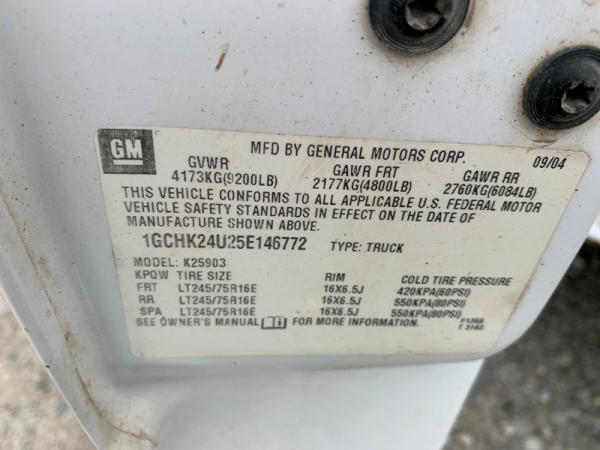 GM
MFD BY GENERAL MOTORS CORP. 09/04
GVWR GAWR FRT GAWR RR
4173KG(9200LB) 2177KG(4800LB) 2760KG(6084LB)
THIS VEHICLE CONFORMS TO ALL APPLICABLE U.S. FEDERAL MOTOR
VEHICLE SAFETY STANDARDS IN EFFECT ON THE DATE OF
MANUFACTURE SHOWN ABOVE.
1GCHK24U25E146772 TYPE: TRUCK
MODEL: K25903
KPQW TIRE SIZE RIM COLD TIRE PRESSURE
FRT LT245/75R16E 16X6.5J 420KPA(60PSI)
RR LT245/75R16E 16X6.5J 550KPA(80PSI)
SPA LT245/75R16E 16X6.5J 550KPA(80PSI)
SEE OWNER'S MANUAL FOR MORE INFORMATION.